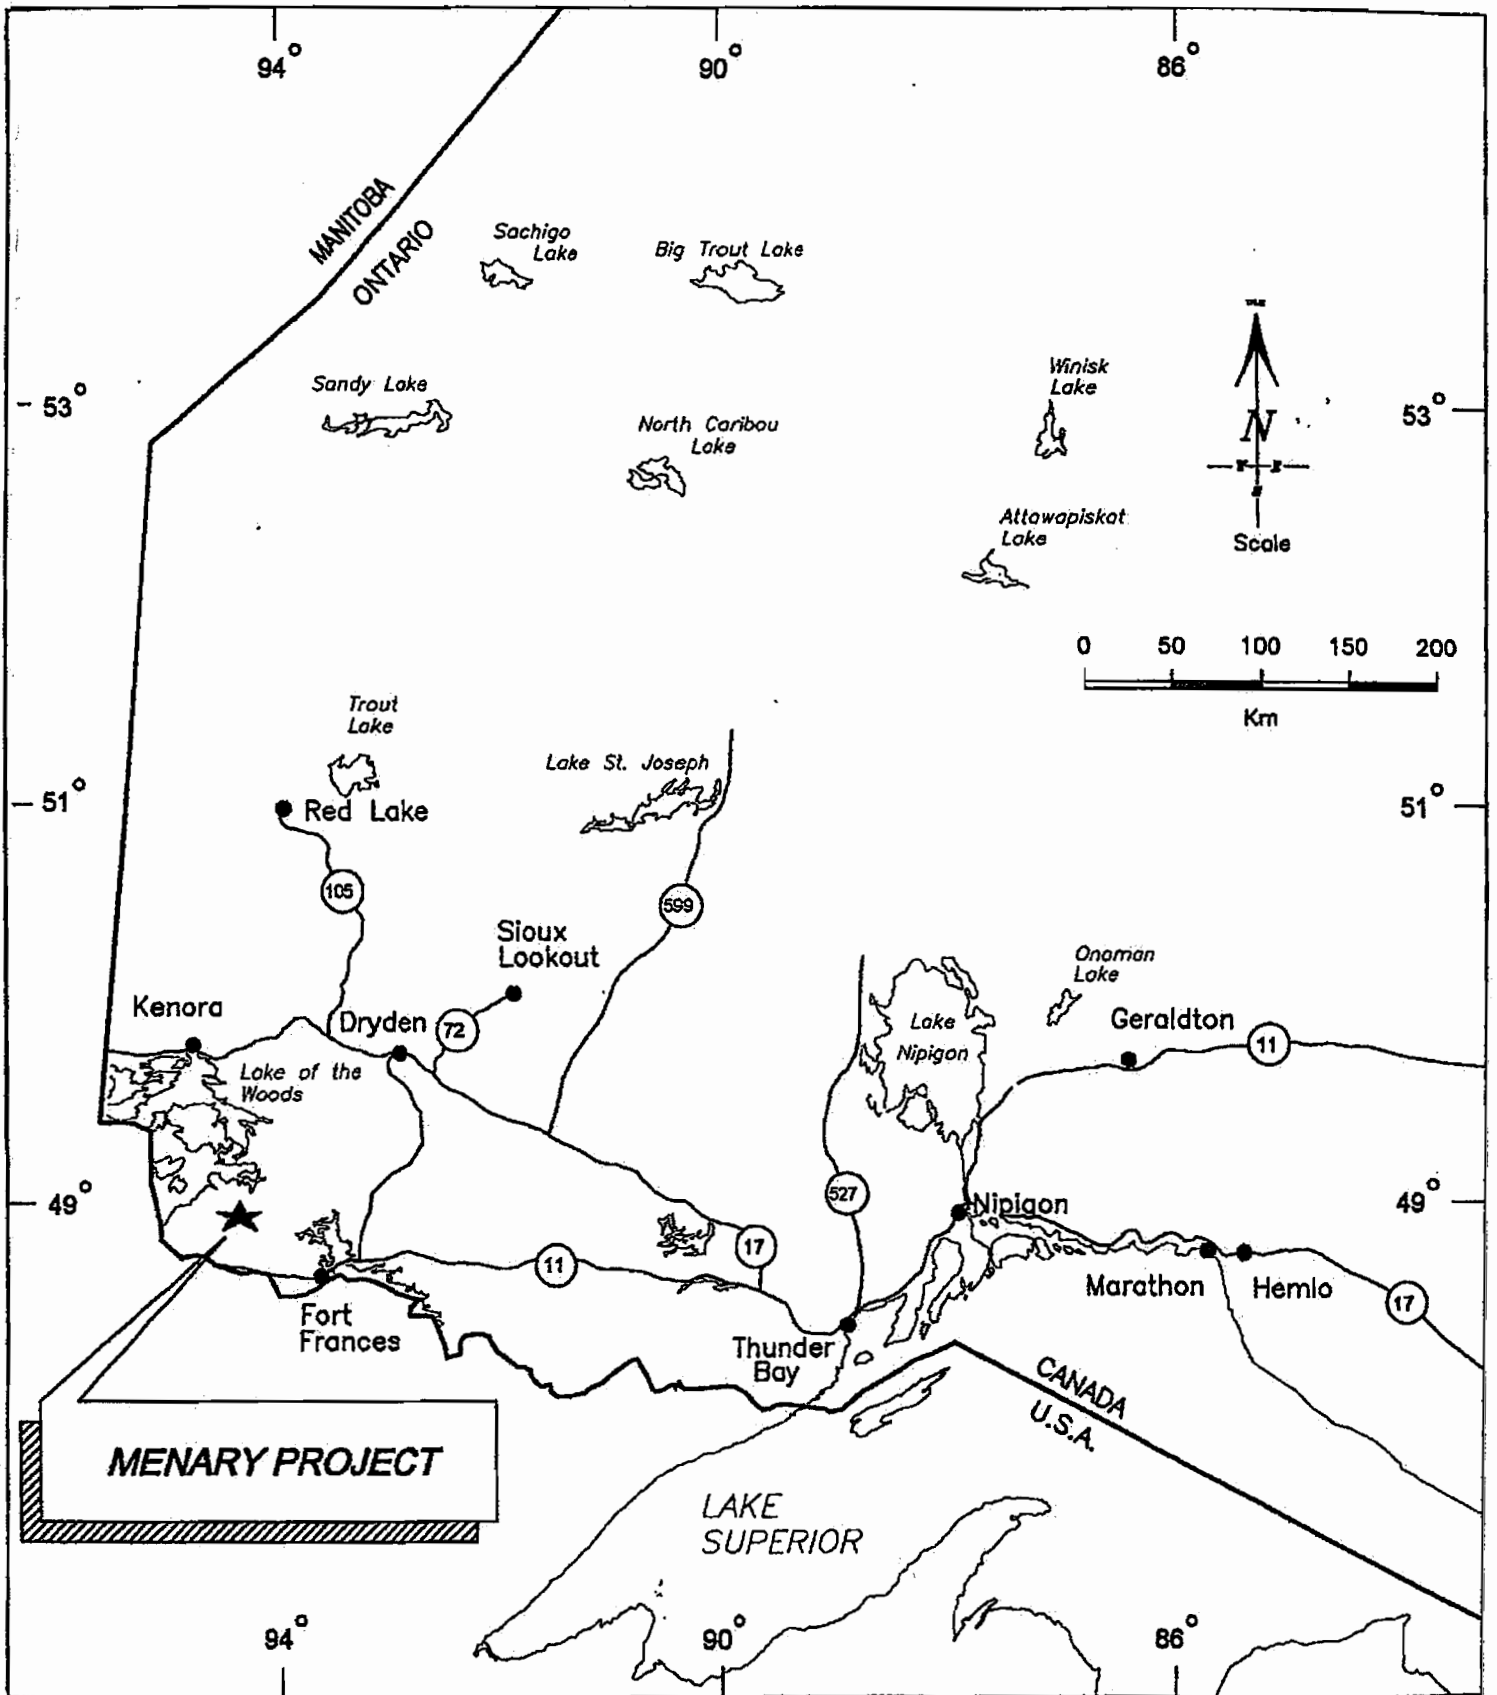 94°
90°
86°
MANITOBA
ONTARIO
Sachigo
Lake
Big Trout Lake
Winisk
Lake
Sandy Lake
53°
53°
N
North Caribou
Lake
Attawapiskat
Lake
Scale
0 50 100 150 200
Km
Trout
Lake
Lake St. Joseph
51°
51°
Red Lake
105
599
Sioux
Lookout
Onaman
Lake
Kenora
Dryden
72
Lake
Nipigon
Geraldton
11
Lake of the
Woods
49°
49°
527
Nipigon
17
11
Marathon
Hemlo
17
Fort
Frances
Thunder
Bay
CANADA
U.S.A.
MENARY PROJECT
LAKE
SUPERIOR
94°
90°
86°